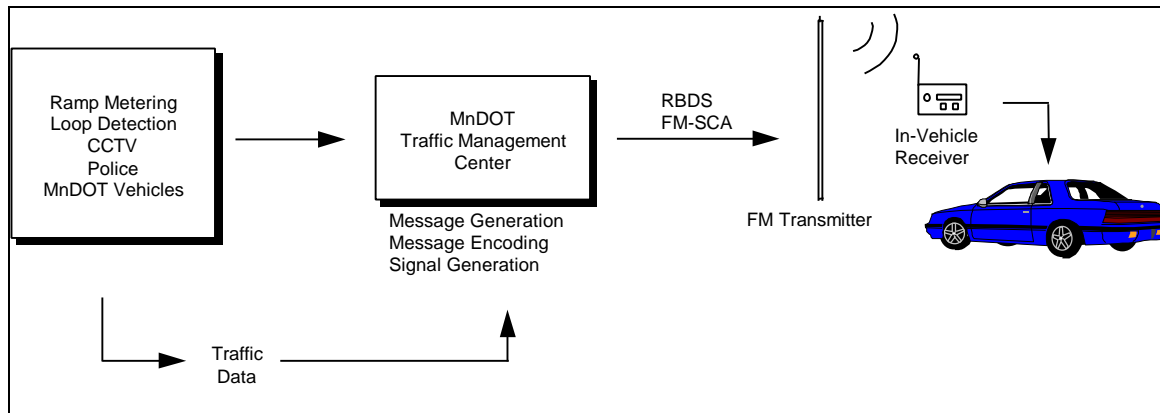 Ramp Metering
Loop Detection
CCTV
Police
MnDOT Vehicles
MnDOT
Traffic Management
Center
Message Generation
Message Encoding
Signal Generation
RBDS
FM-SCA
FM Transmitter
In-Vehicle
Receiver
Traffic
Data